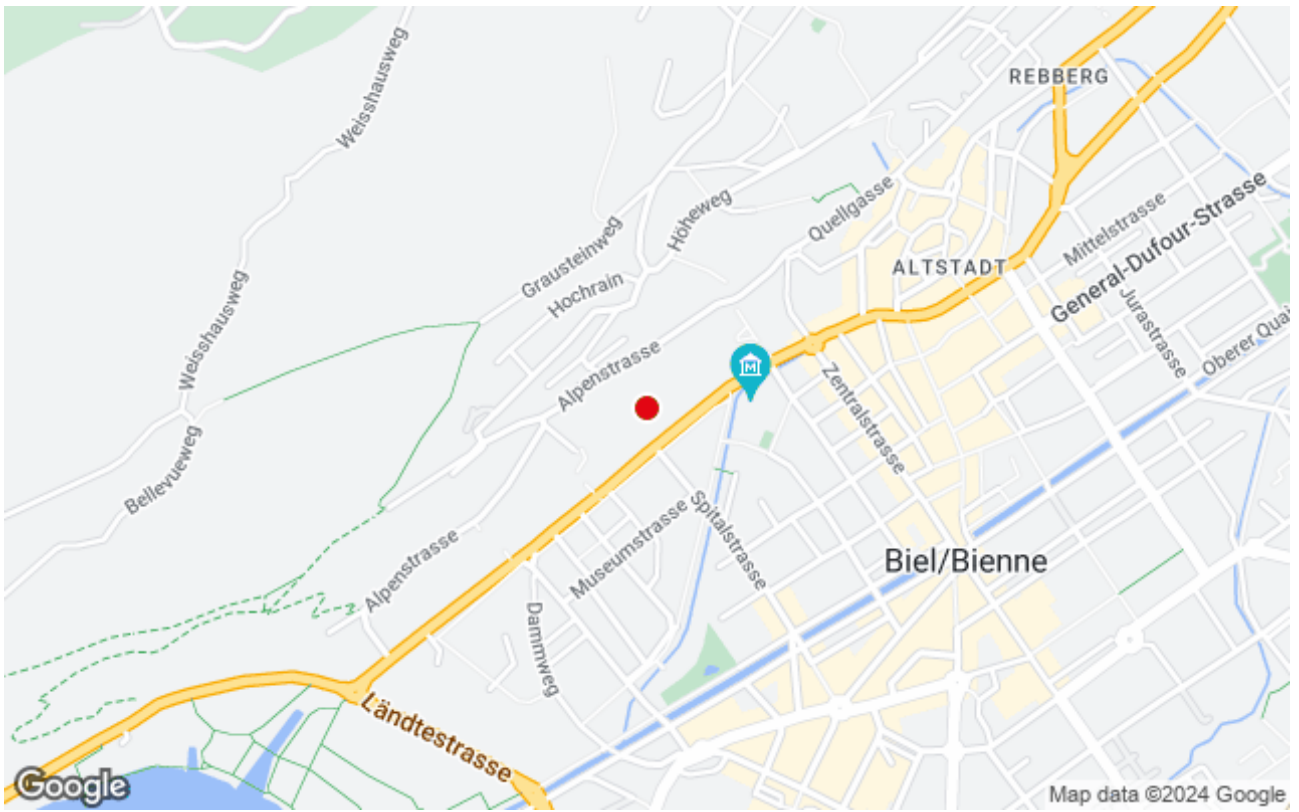 REBBERG
Weisshausweg
Quellgasse
Höheweg
Mittelstrasse
General-Dufour-Strasse
Grausteinweg
ALTSTADT
Hochrain
Jurastrasse
Weisshausweg
Oberer Quai
Alpenstrasse
Zentralstrasse
M
Bellevueweg
Spitalstrasse
Museumstrasse
Biel/Bienne
Alpenstrasse
Dammweg
Ländtestrasse
Google
Map data ©2024 Google